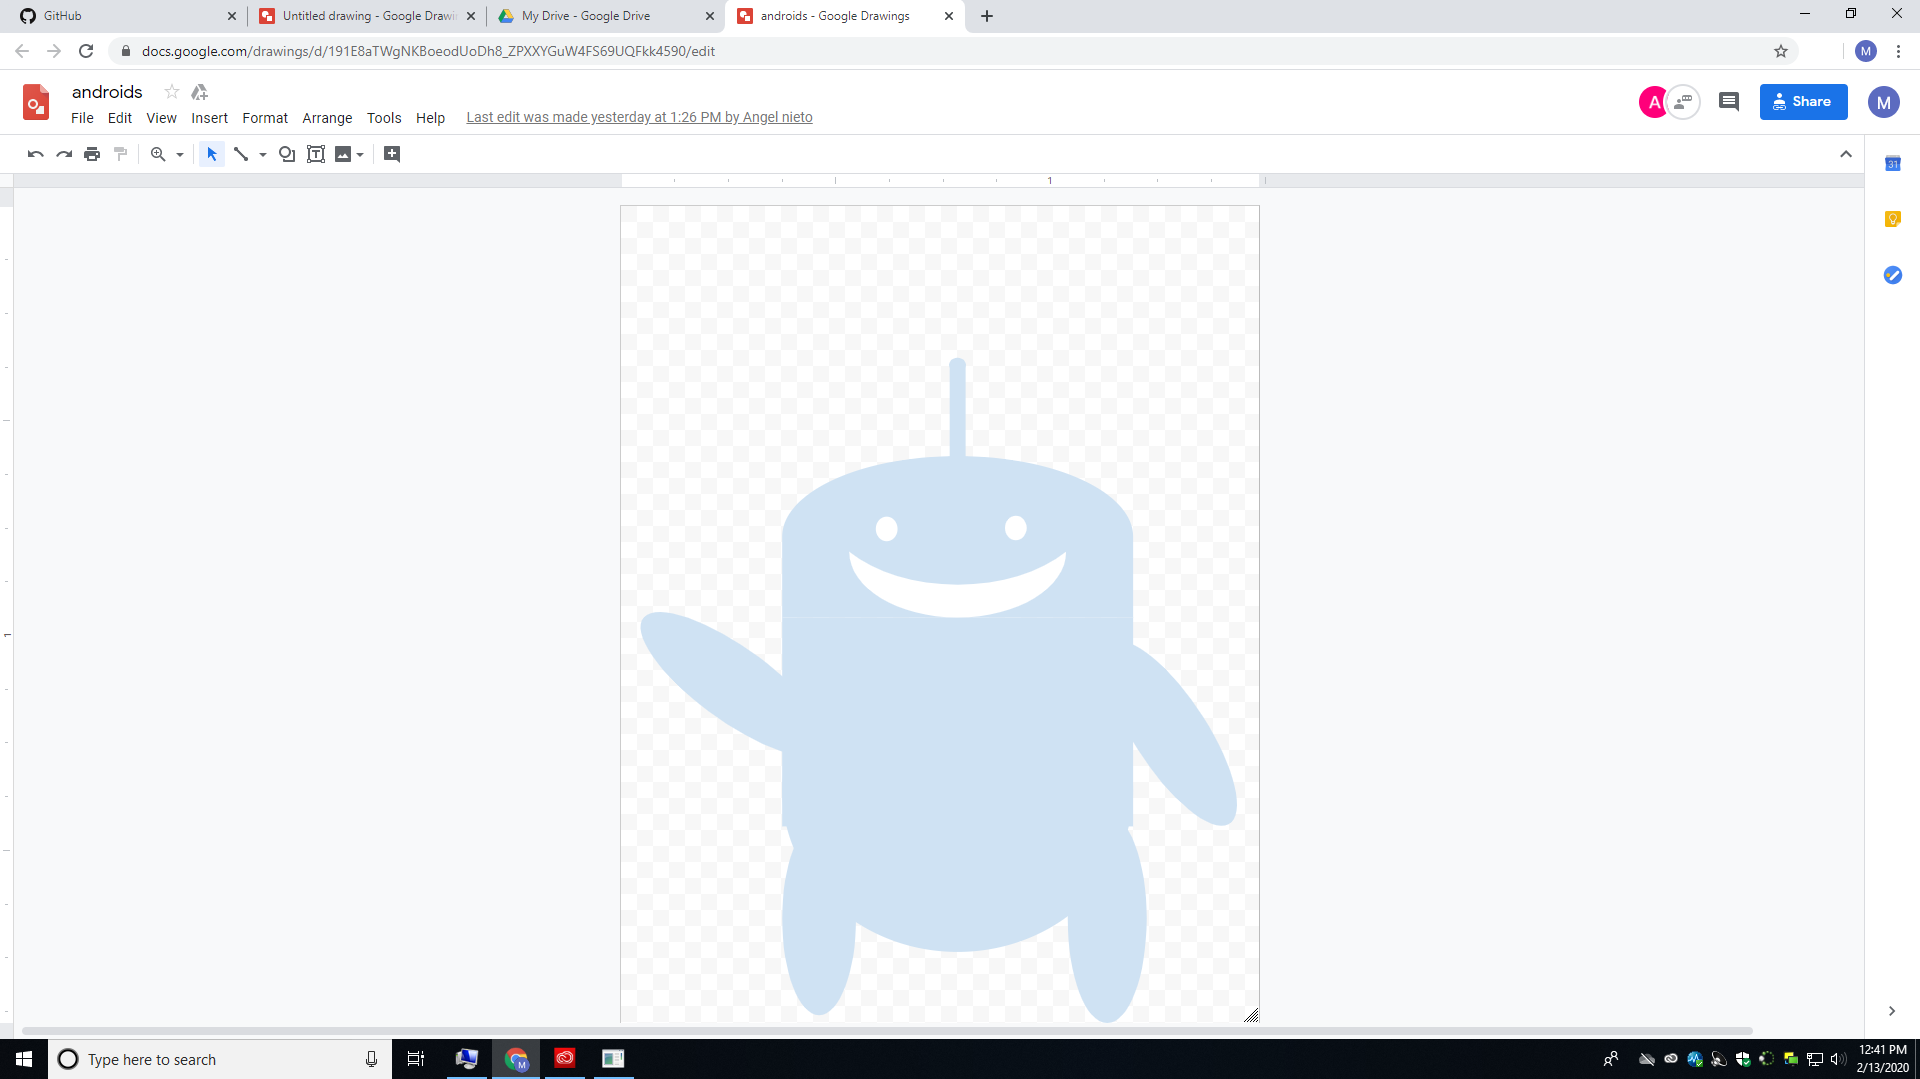 GitHub
Untitled drawing - Google Drawi
My Drive - Google Drive
androids - Google Drawings
docs.google.com/drawings/d/191E8aTWgNKBoeodUoDh8_ZPXXYGuW4FS69UQFkk4590/edit
M
androids
File Edit View Insert Format Arrange Tools Help Last edit was made yesterday at 1:26 PM by Angel nieto
A
Share
M
31
1
1
Type here to search
M
12:41 PM
2/13/2020